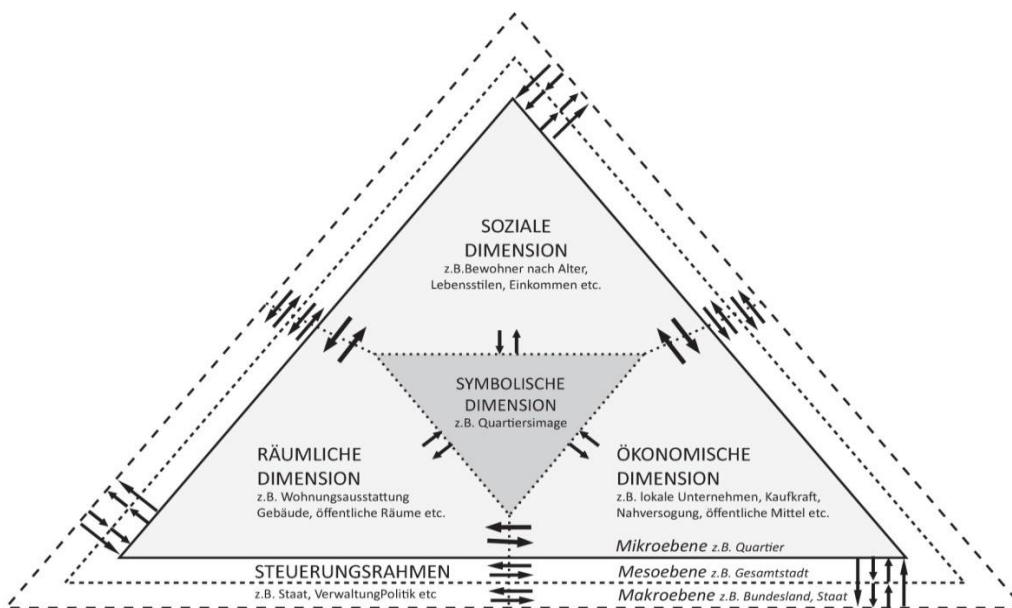 SOZIALE
DIMENSION
z.B.Bewohner nach Alter,
Lebensstilen, Einkommen etc.
SYMBOLISCHE
DIMENSION
z.B. Quartiersimage
RÄUMLICHE
DIMENSION
z.B. Wohnungsausstattung
Gebäude, öffentliche Räume etc.
ÖKONOMISCHE
DIMENSION
z.B. lokale Unternehmen, Kaufkraft,
Nahversogung, öffentliche Mittel etc.
Mikroebene z.B. Quartier
STEUERUNGSRAHMEN
z.B. Staat, VerwaltungPolitik etc
Mesoebene z.B. Gesamtstadt
Makroebene z.B. Bundesland, Staat